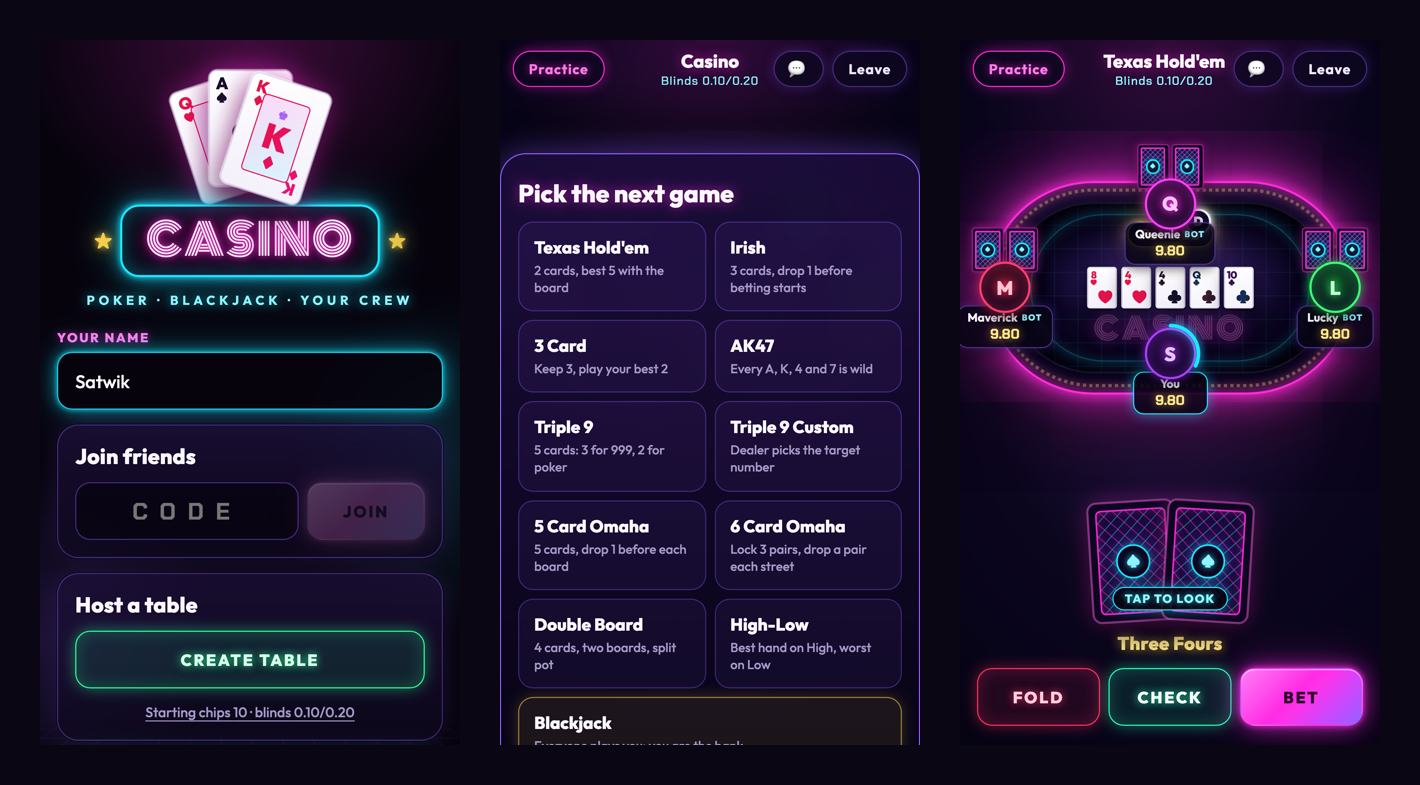 Q
A
K
K
K
CASINO
POKER · BLACKJACK · YOUR CREW
YOUR NAME
Satwik
Join friends
CODE
JOIN
Host a table
CREATE TABLE
Starting chips 10 · blinds 0.10/0.20
Practice
Casino
Blinds 0.10/0.20
Leave
Pick the next game
Texas Hold'em
2 cards, best 5 with the
board
Irish
3 cards, drop 1 before
betting starts
3 Card
Keep 3, play your best 2
AK47
Every A, K, 4 and 7 is wild
Triple 9
5 cards: 3 for 999, 2 for
poker
Triple 9 Custom
Dealer picks the target
number
5 Card Omaha
5 cards, drop 1 before each
board
6 Card Omaha
Lock 3 pairs, drop a pair
each street
Double Board
4 cards, two boards, split
pot
High-Low
Best hand on High, worst
on Low
Blackjack
Practice
Texas Hold'em
Blinds 0.10/0.20
Leave
Q
D
Queenie BOT
9.80
M
Maverick BOT
9.80
8
4
4
Q
10
L
Lucky BOT
9.80
CASINO
S
You
9.80
TAP TO LOOK
Three Fours
FOLD
CHECK
BET